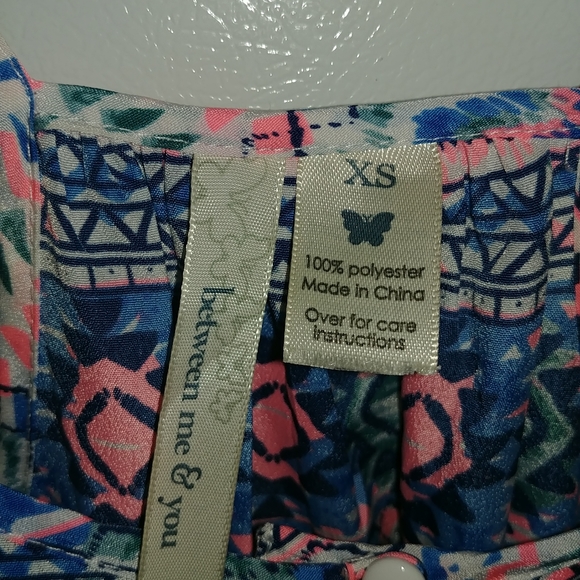 XS
100% polyester
Made in China
Over for care
instructions
between me & you